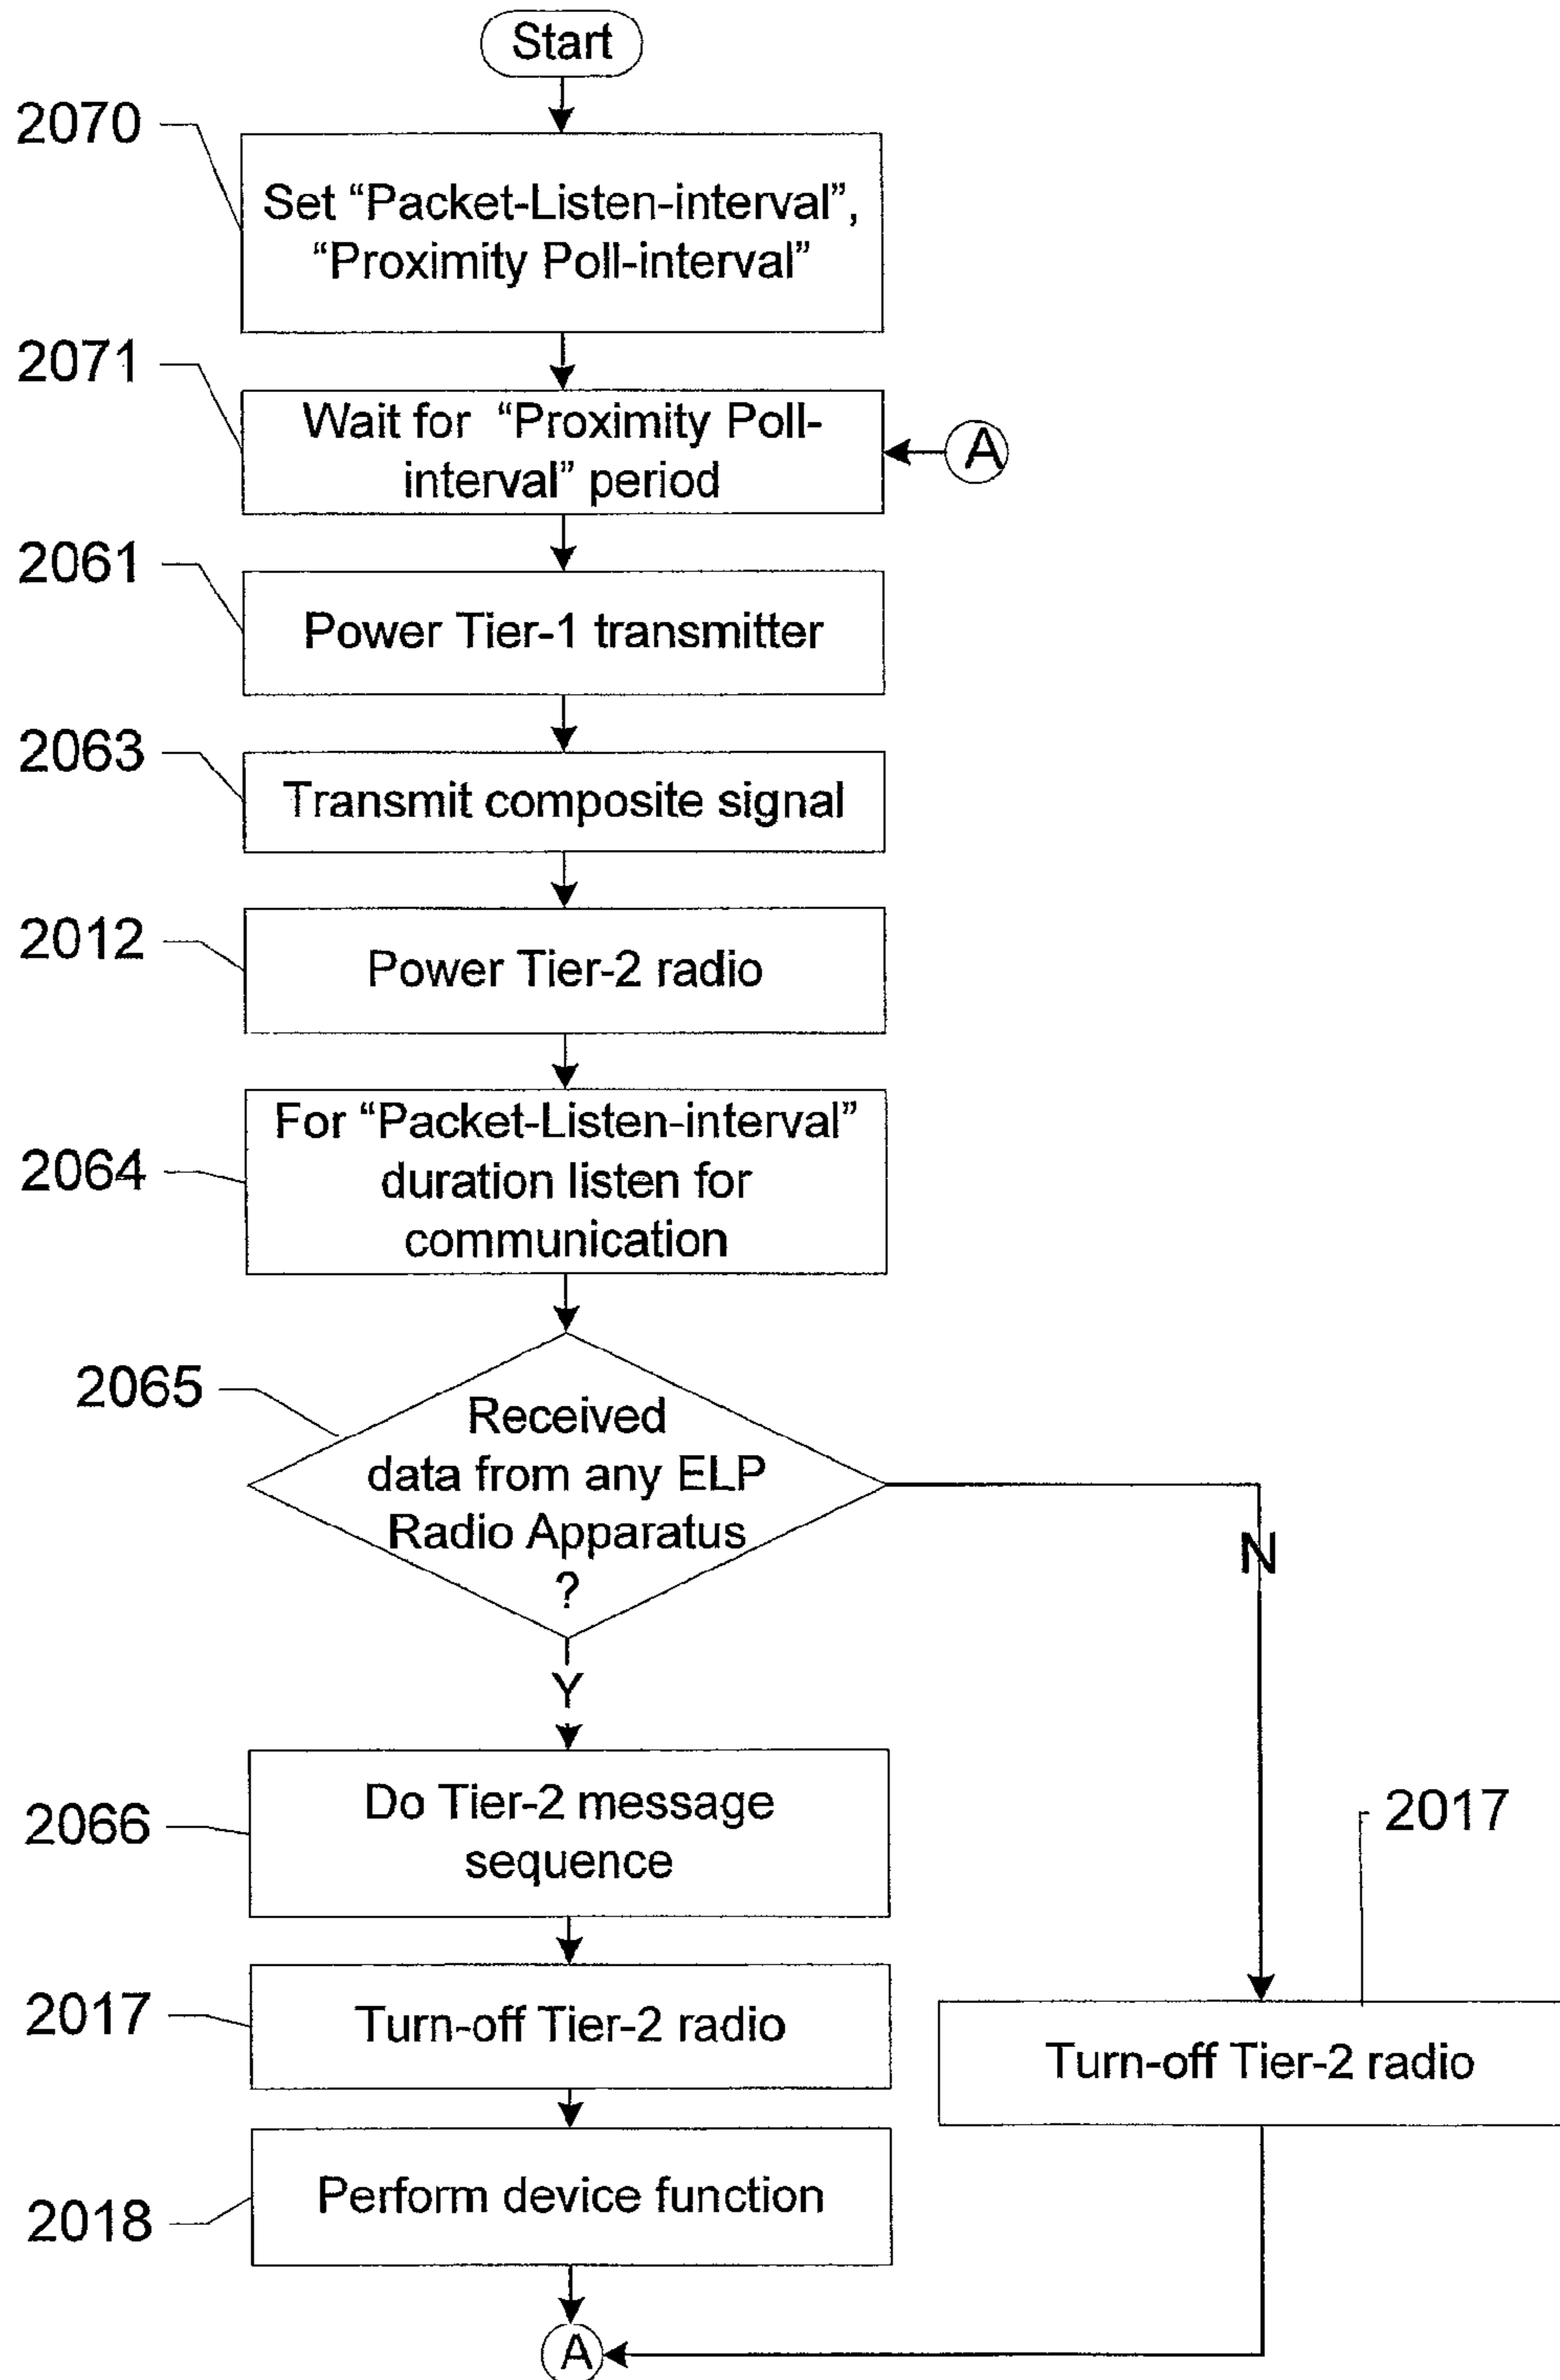 Start
2070
Set “Packet-Listen-interval”,
“Proximity Poll-interval”
2071
Wait for “Proximity Poll-
interval” period
A
2061
Power Tier-1 transmitter
2063
Transmit composite signal
2012
Power Tier-2 radio
2064
For “Packet-Listen-interval”
duration listen for
communication
2065
Received
data from any ELP
Radio Apparatus
?
N
Y
2066
Do Tier-2 message
sequence
2017
2017
Turn-off Tier-2 radio
Turn-off Tier-2 radio
2018
Perform device function
A